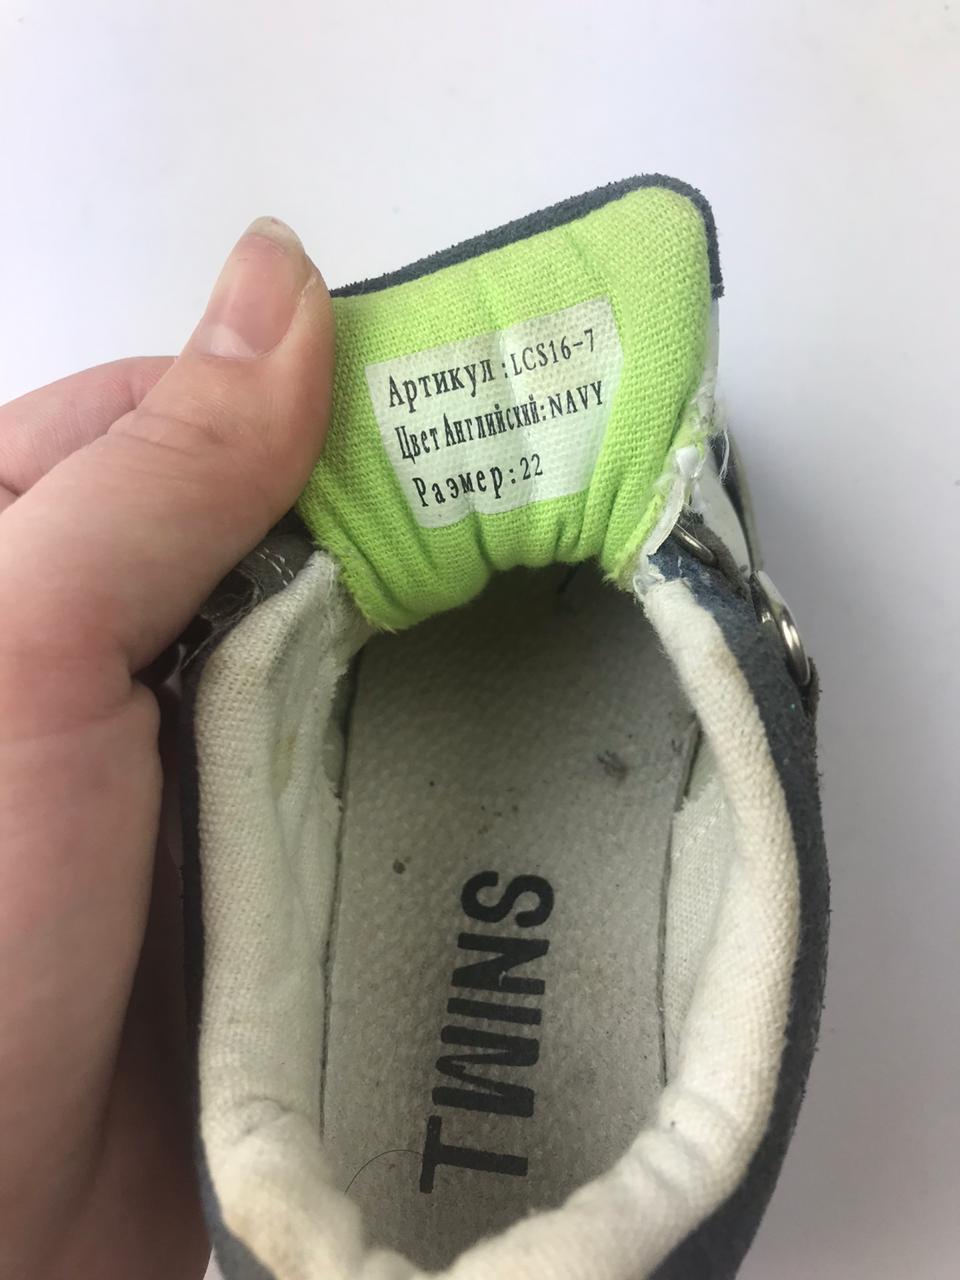 Артикул:LCS16-7
Цвет Английский:NAVY
Размер:22
TWINS